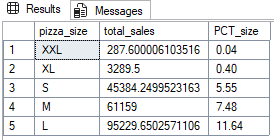 Results Messages
pizza_size total_sales PCT_size
1 XXL 287.600006103516 0.04
2 XL 3289.5 0.40
3 S 45384.2499523163 5.55
4 M 61159 7.48
5 L 95229.6502571106 11.64